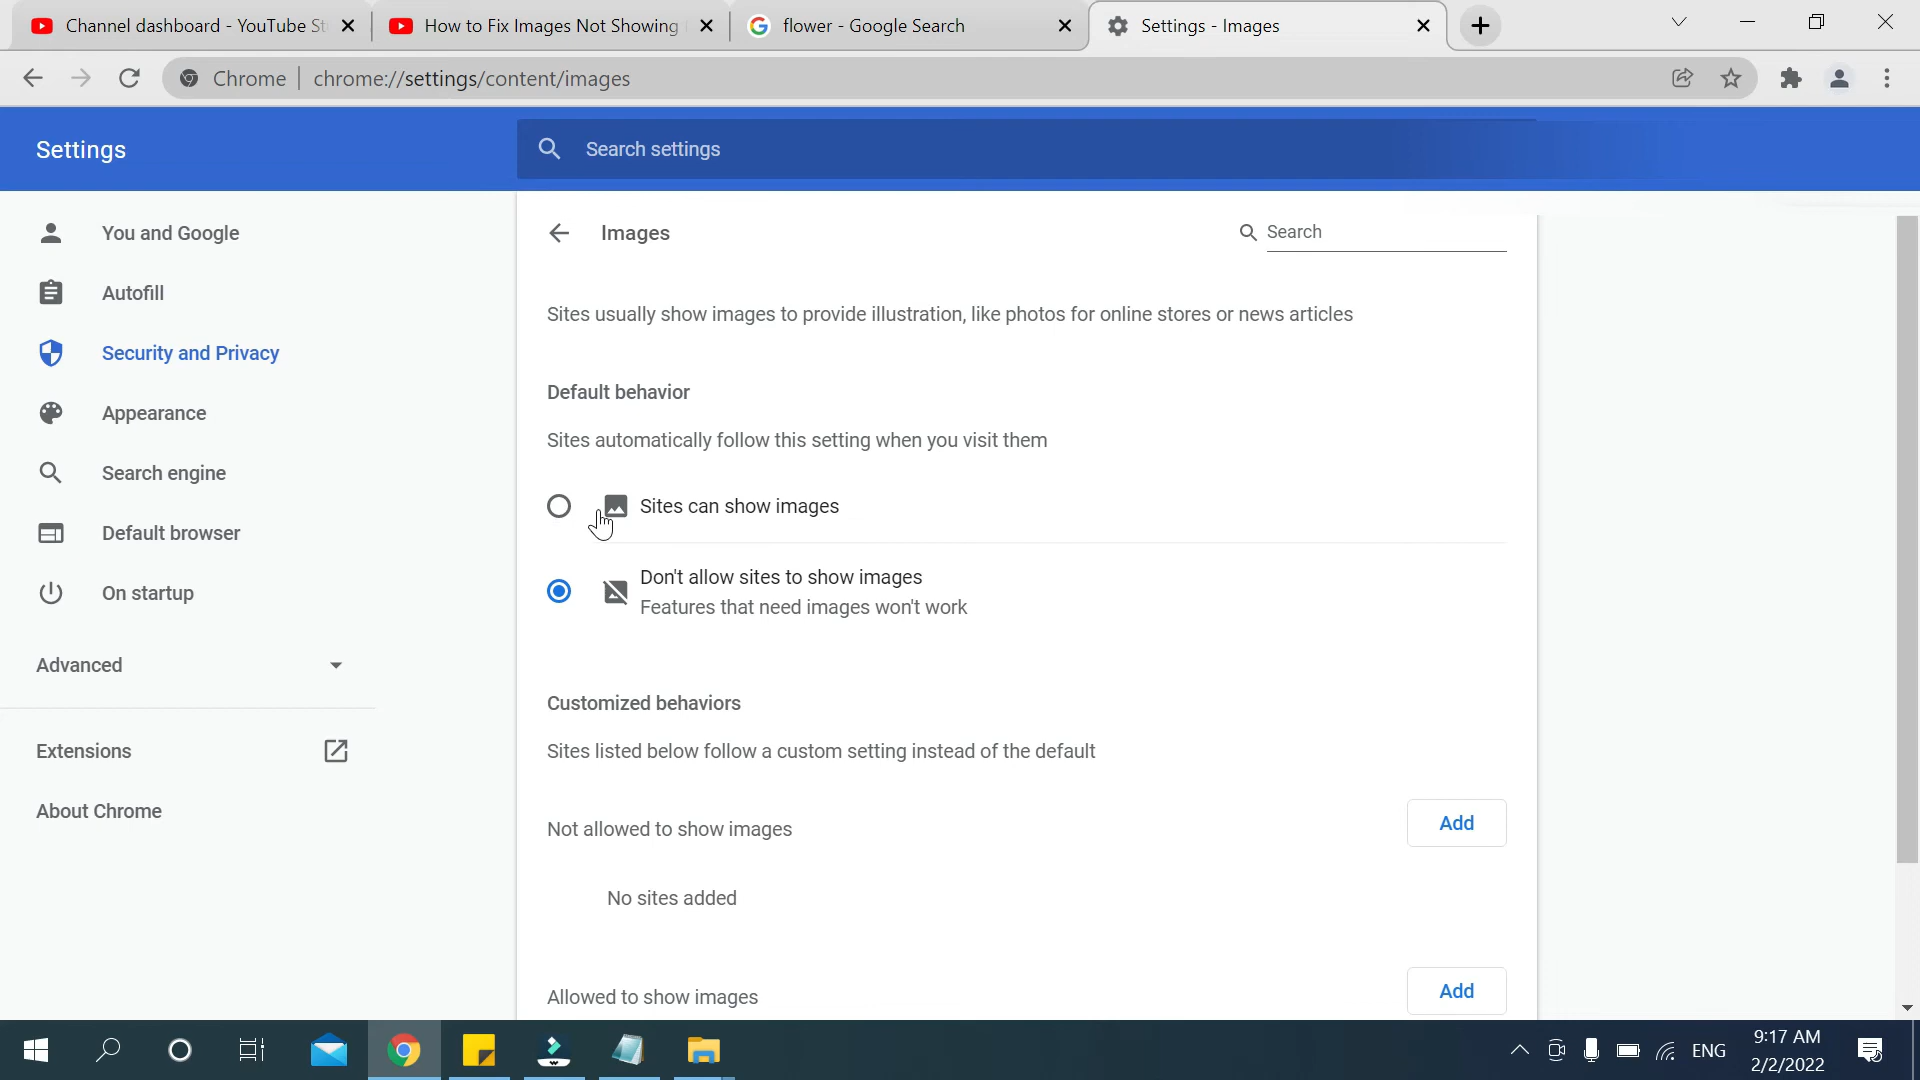 Channel dashboard - YouTube St
How to Fix Images Not Showing
flower - Google Search
Settings - Images
Chrome
chrome://settings/content/images
Settings
Search settings
You and Google
Autofill
Security and Privacy
Appearance
Search engine
Default browser
On startup
Advanced
Extensions
About Chrome
Images
Search
Sites usually show images to provide illustration, like photos for online stores or news articles
Default behavior
Sites automatically follow this setting when you visit them
Sites can show images
Don't allow sites to show images
Features that need images won't work
Customized behaviors
Sites listed below follow a custom setting instead of the default
Not allowed to show images
Add
No sites added
Allowed to show images
Add
ENG
9:17 AM
2/2/2022